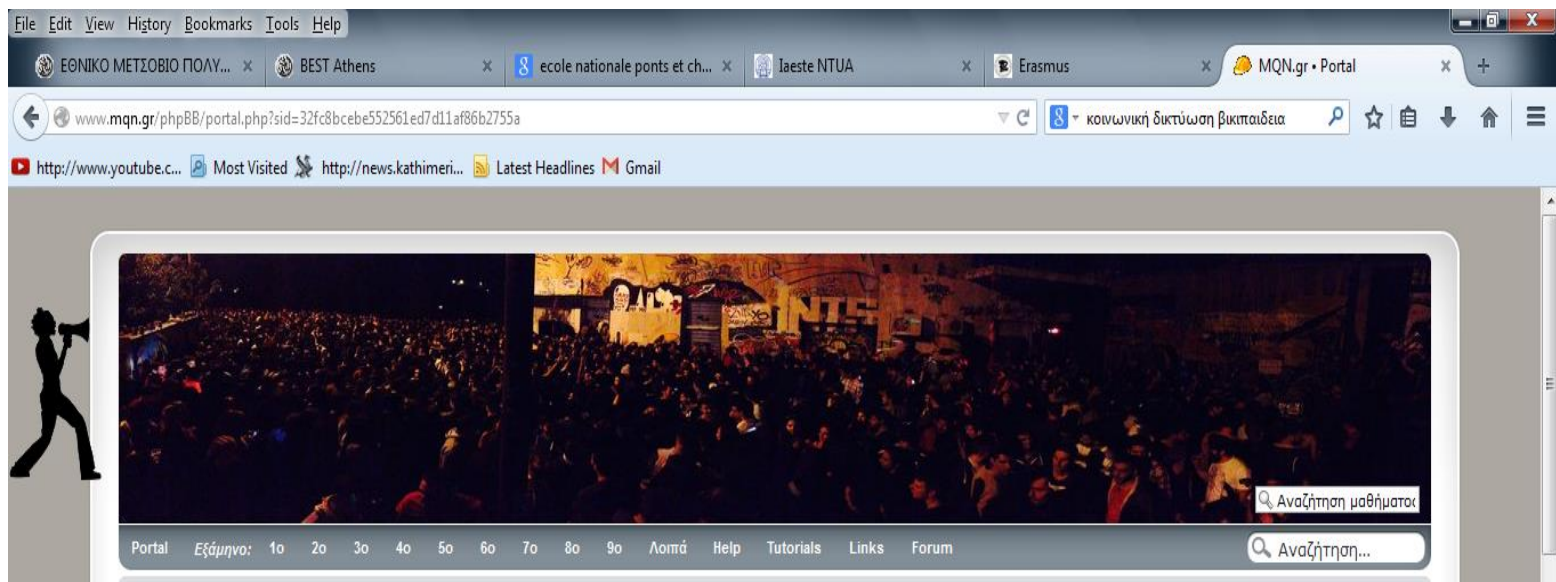 File Edit View History Bookmarks Tools Help
ΕΘΝΙΚΟ ΜΕΤΣΟΒΙΟ ΠΟΛΥ... BEST Athens ecole nationale ponts et ch... Iaeste NTUA Erasmus MQN.gr • Portal
www.mqn.gr/phpBB/portal.php?sid=32fc8bcebe552561ed7d11af86b2755a κοινωνική δικτύωση βικιπαιδεια
http://www.youtube.c... Most Visited http://news.kathimeri... Latest Headlines Gmail
NTE
Αναζήτηση μαθήματος
Portal Εξάμηνο: 1ο 2ο 3ο 4ο 5ο 6ο 7ο 8ο 9ο Λοιπά Help Tutorials Links Forum Αναζήτηση...